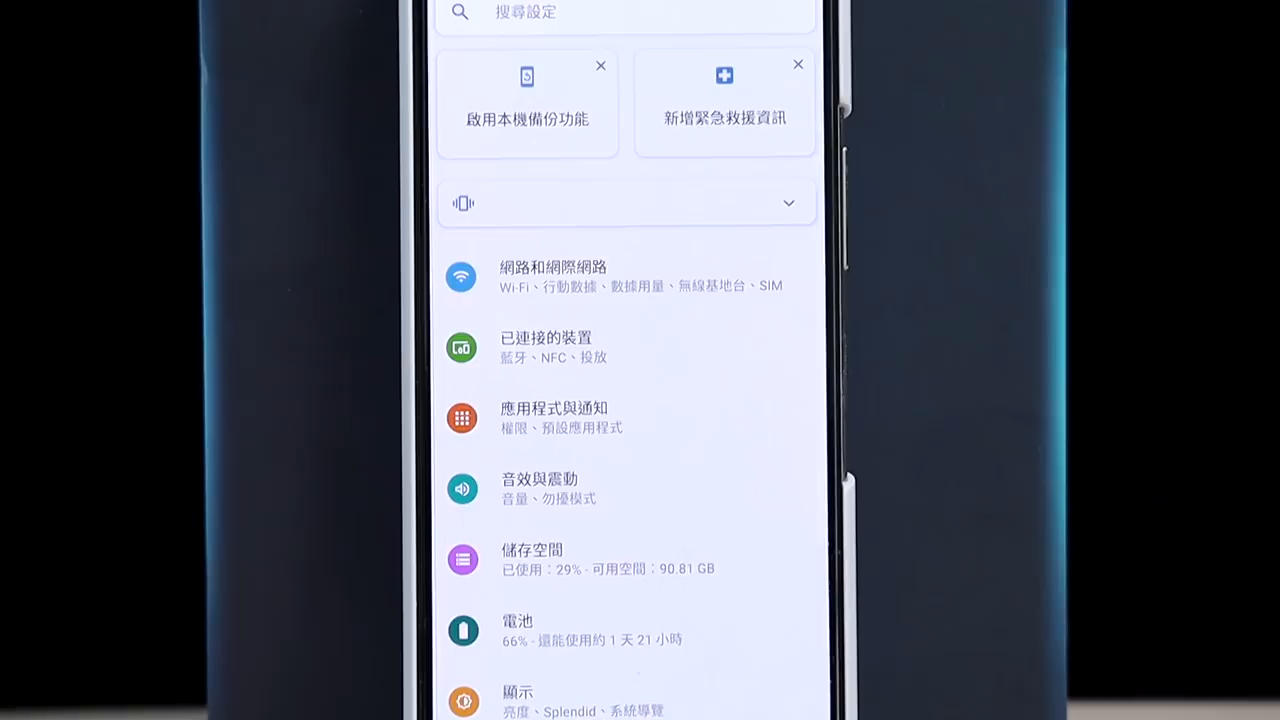 搜尋設定
啟用本機備份功能
新增緊急救援資訊
網路和網際網路
Wi-Fi、行動數據、數據用量、無線基地台、SIM
已連接的裝置
藍牙、NFC、投放
應用程式與通知
權限、預設應用程式
音效與震動
音量、勿擾模式
儲存空間
已使用：29% - 可用空間：90.81 GB
電池
66% - 還能使用約 1 天 21 小時
顯示
亮度、Splendid、系統導覽